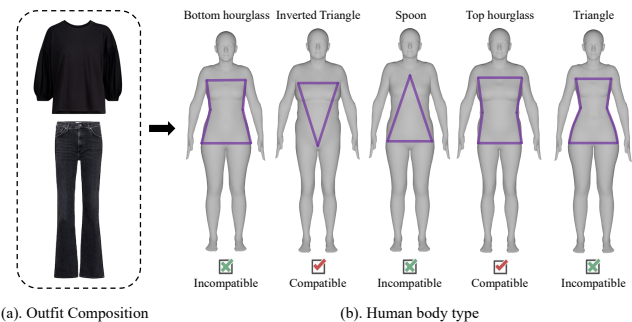 Bottom hourglass Inverted Triangle Spoon Top hourglass Triangle
Incompatible Compatible Incompatible Compatible Incompatible
(a). Outfit Composition (b). Human body type